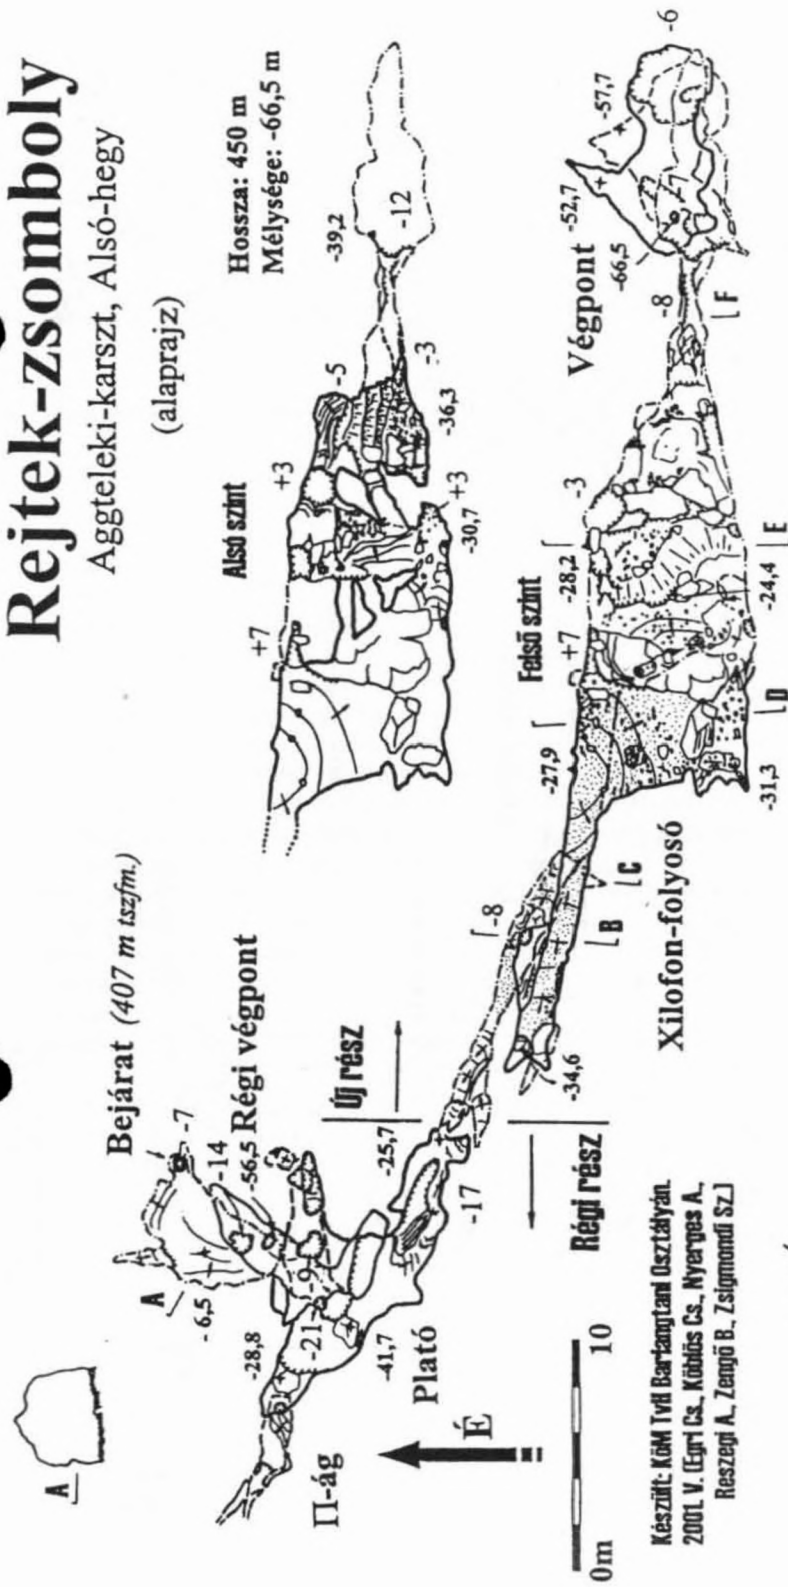 Rejtek-zsomboly
Aggteleki-karszt, Alsó-hegy
(alaprajz)
Hossza: 450 m
Mélysége: -66,5 m
Bejárat (407 m tszfm.)
-7
-14
-56,5 Régi végpont
A
A
-6,5
-28,8
-9
-21
-41,7
Plató
Π-ág
É
-25,7
-17
Új rész
Régi rész
Alsó szint
+7
+3
-5
-39,2
-12
-3
-36,3
+3
-30,7
Felső szint
-8
-34,6
B
C
Xilofon-folyosó
-27,9
+7
-28,2
-3
-31,3
D
-24,4
E
Végpont
-52,7
-57,7
-6
-66,5
-7
-8
F
0m 10
Készült: KöM TvH Barlangtani Osztályán.
2001. V. (Egri Cs., Köblös Cs., Nyerges A.,
Reszegi A., Zengő B., Zsigmondi Sz.)